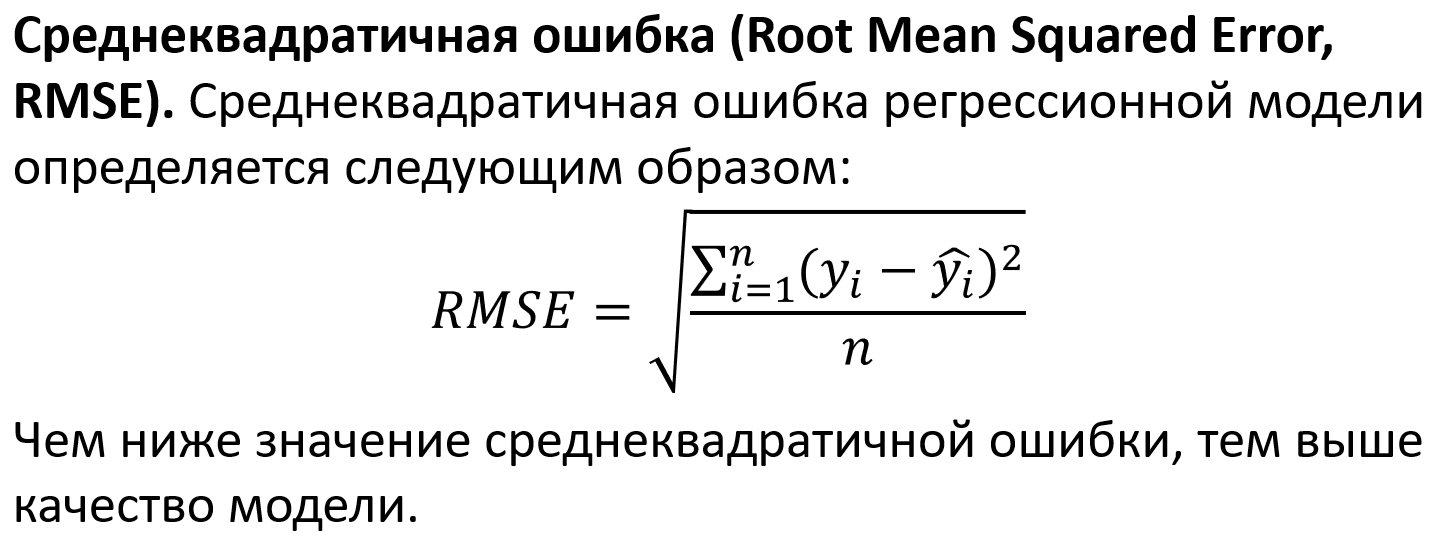 Среднеквадратичная ошибка (Root Mean Squared Error,
RMSE). Среднеквадратичная ошибка регрессионной модели
определяется следующим образом:
$RMSE = \sqrt{\frac{\sum_{i=1}^{n}(y_i - \widehat{y_i})^2}{n}}$
Чем ниже значение среднеквадратичной ошибки, тем выше
качество модели.